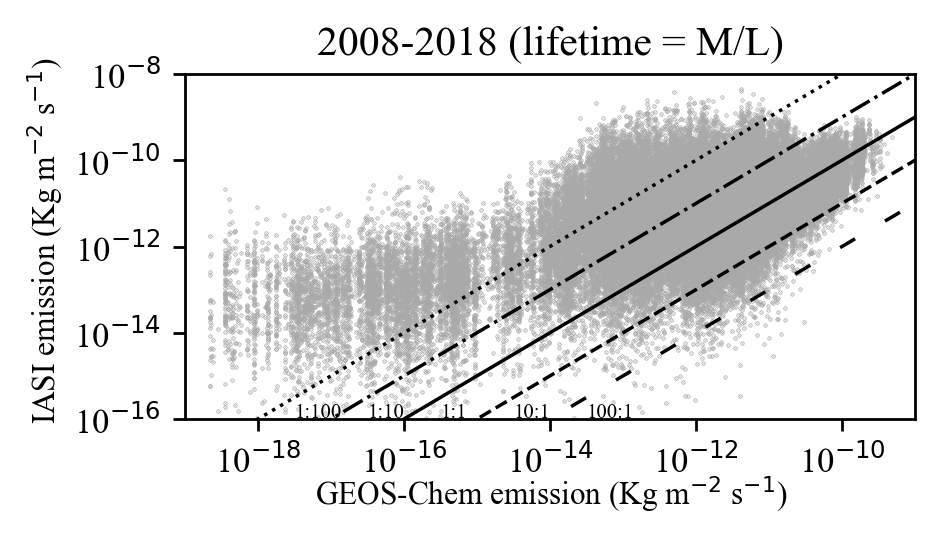 2008-2018 (lifetime = M/L)
IASI emission (Kg m⁻² s⁻¹)
10⁻⁸
10⁻¹⁰
10⁻¹²
10⁻¹⁴
10⁻¹⁶
1:100 1:10 1:1 10:1 100:1
10⁻¹⁸ 10⁻¹⁶ 10⁻¹⁴ 10⁻¹² 10⁻¹⁰
GEOS-Chem emission (Kg m⁻² s⁻¹)